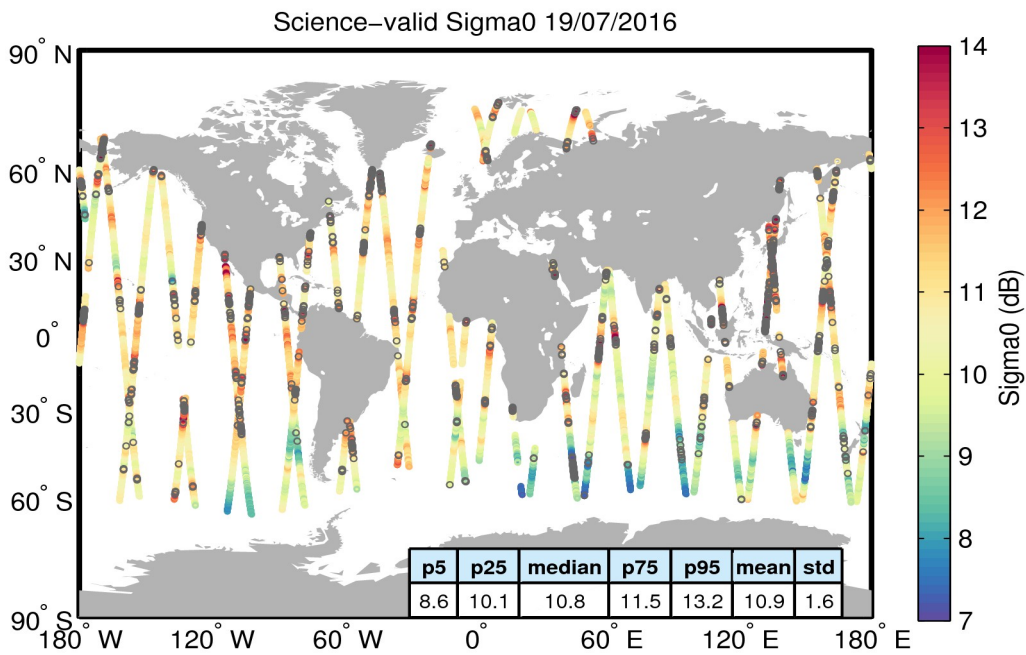 Science−valid Sigma0 19/07/2016
90° N
60° N
30° N
0°
30° S
60° S
90° S
180° W
120° W
60° W
0°
60° E
120° E
180° E
p5 p25 median p75 p95 mean std
8.6 10.1 10.8 11.5 13.2 10.9 1.6
14
13
12
11
10
9
8
7
Sigma0 (dB)